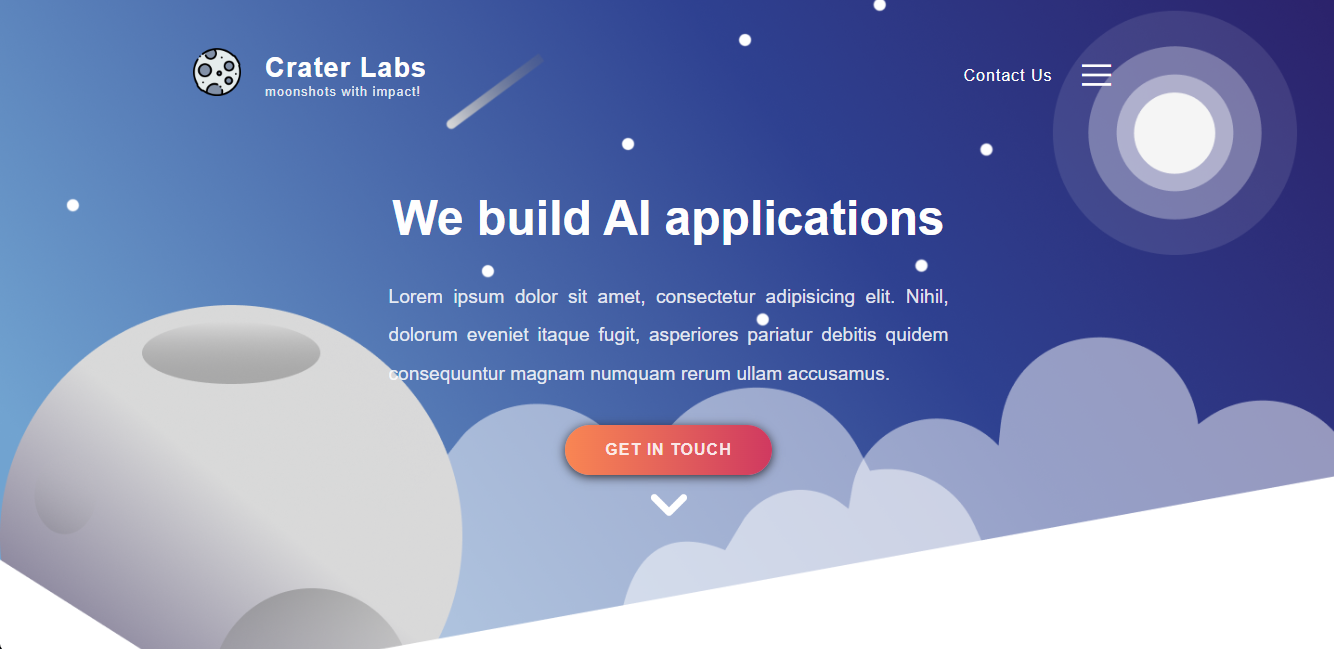 Crater Labs
moonshots with impact!
Contact Us
We build AI applications
Lorem ipsum dolor sit amet, consectetur adipisicing elit. Nihil,
dolorum eveniet itaque fugit, asperiores pariatur debitis quidem
consequuntur magnam numquam rerum ullam accusamus.
GET IN TOUCH